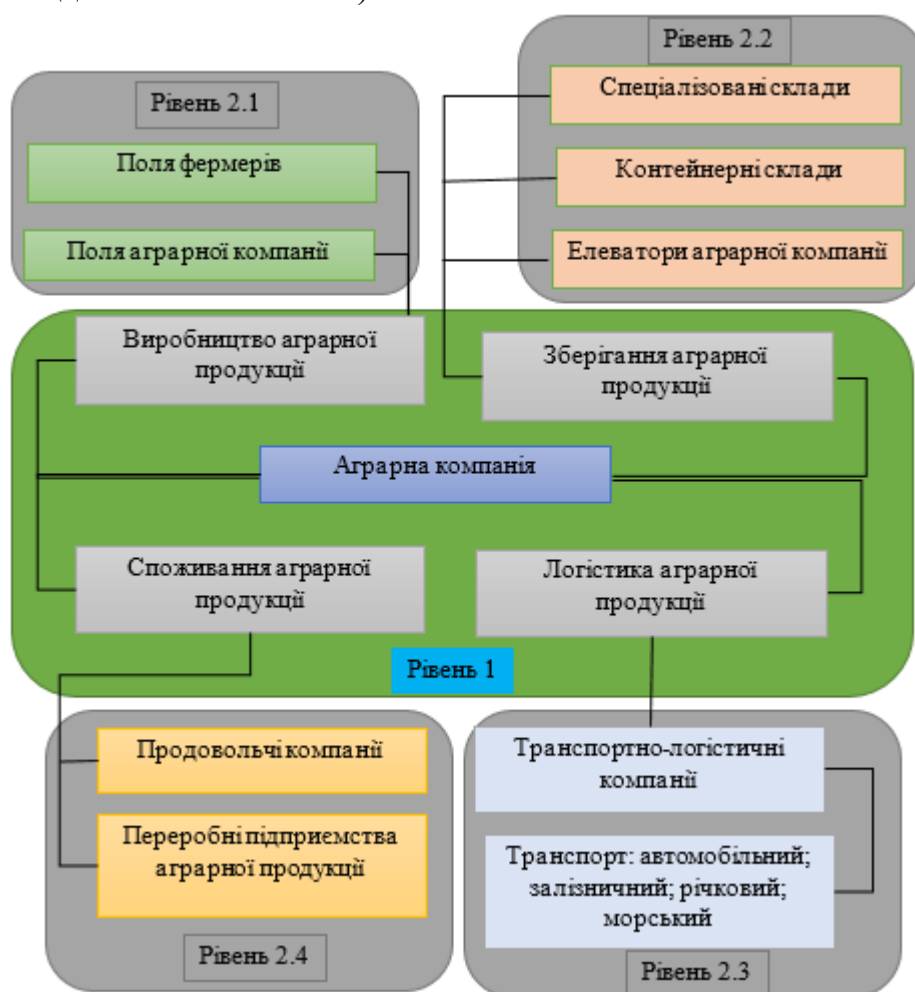 Рівень 2.2
Спеціалізовані склади
Контейнерні склади
Елеватори аграрної компанії
Рівень 2.1
Поля фермерів
Поля аграрної компанії
Виробництво аграрної
продукції
Зберігання аграрної
продукції
Аграрна компанія
Споживання аграрної
продукції
Логістика аграрної
продукції
Рівень 1
Продовольчі компанії
Переробні підприємства
аграрної продукції
Рівень 2.4
Транспортно-логістичні
компанії
Транспорт: автомобільний;
залізничний; річковий;
морський
Рівень 2.3